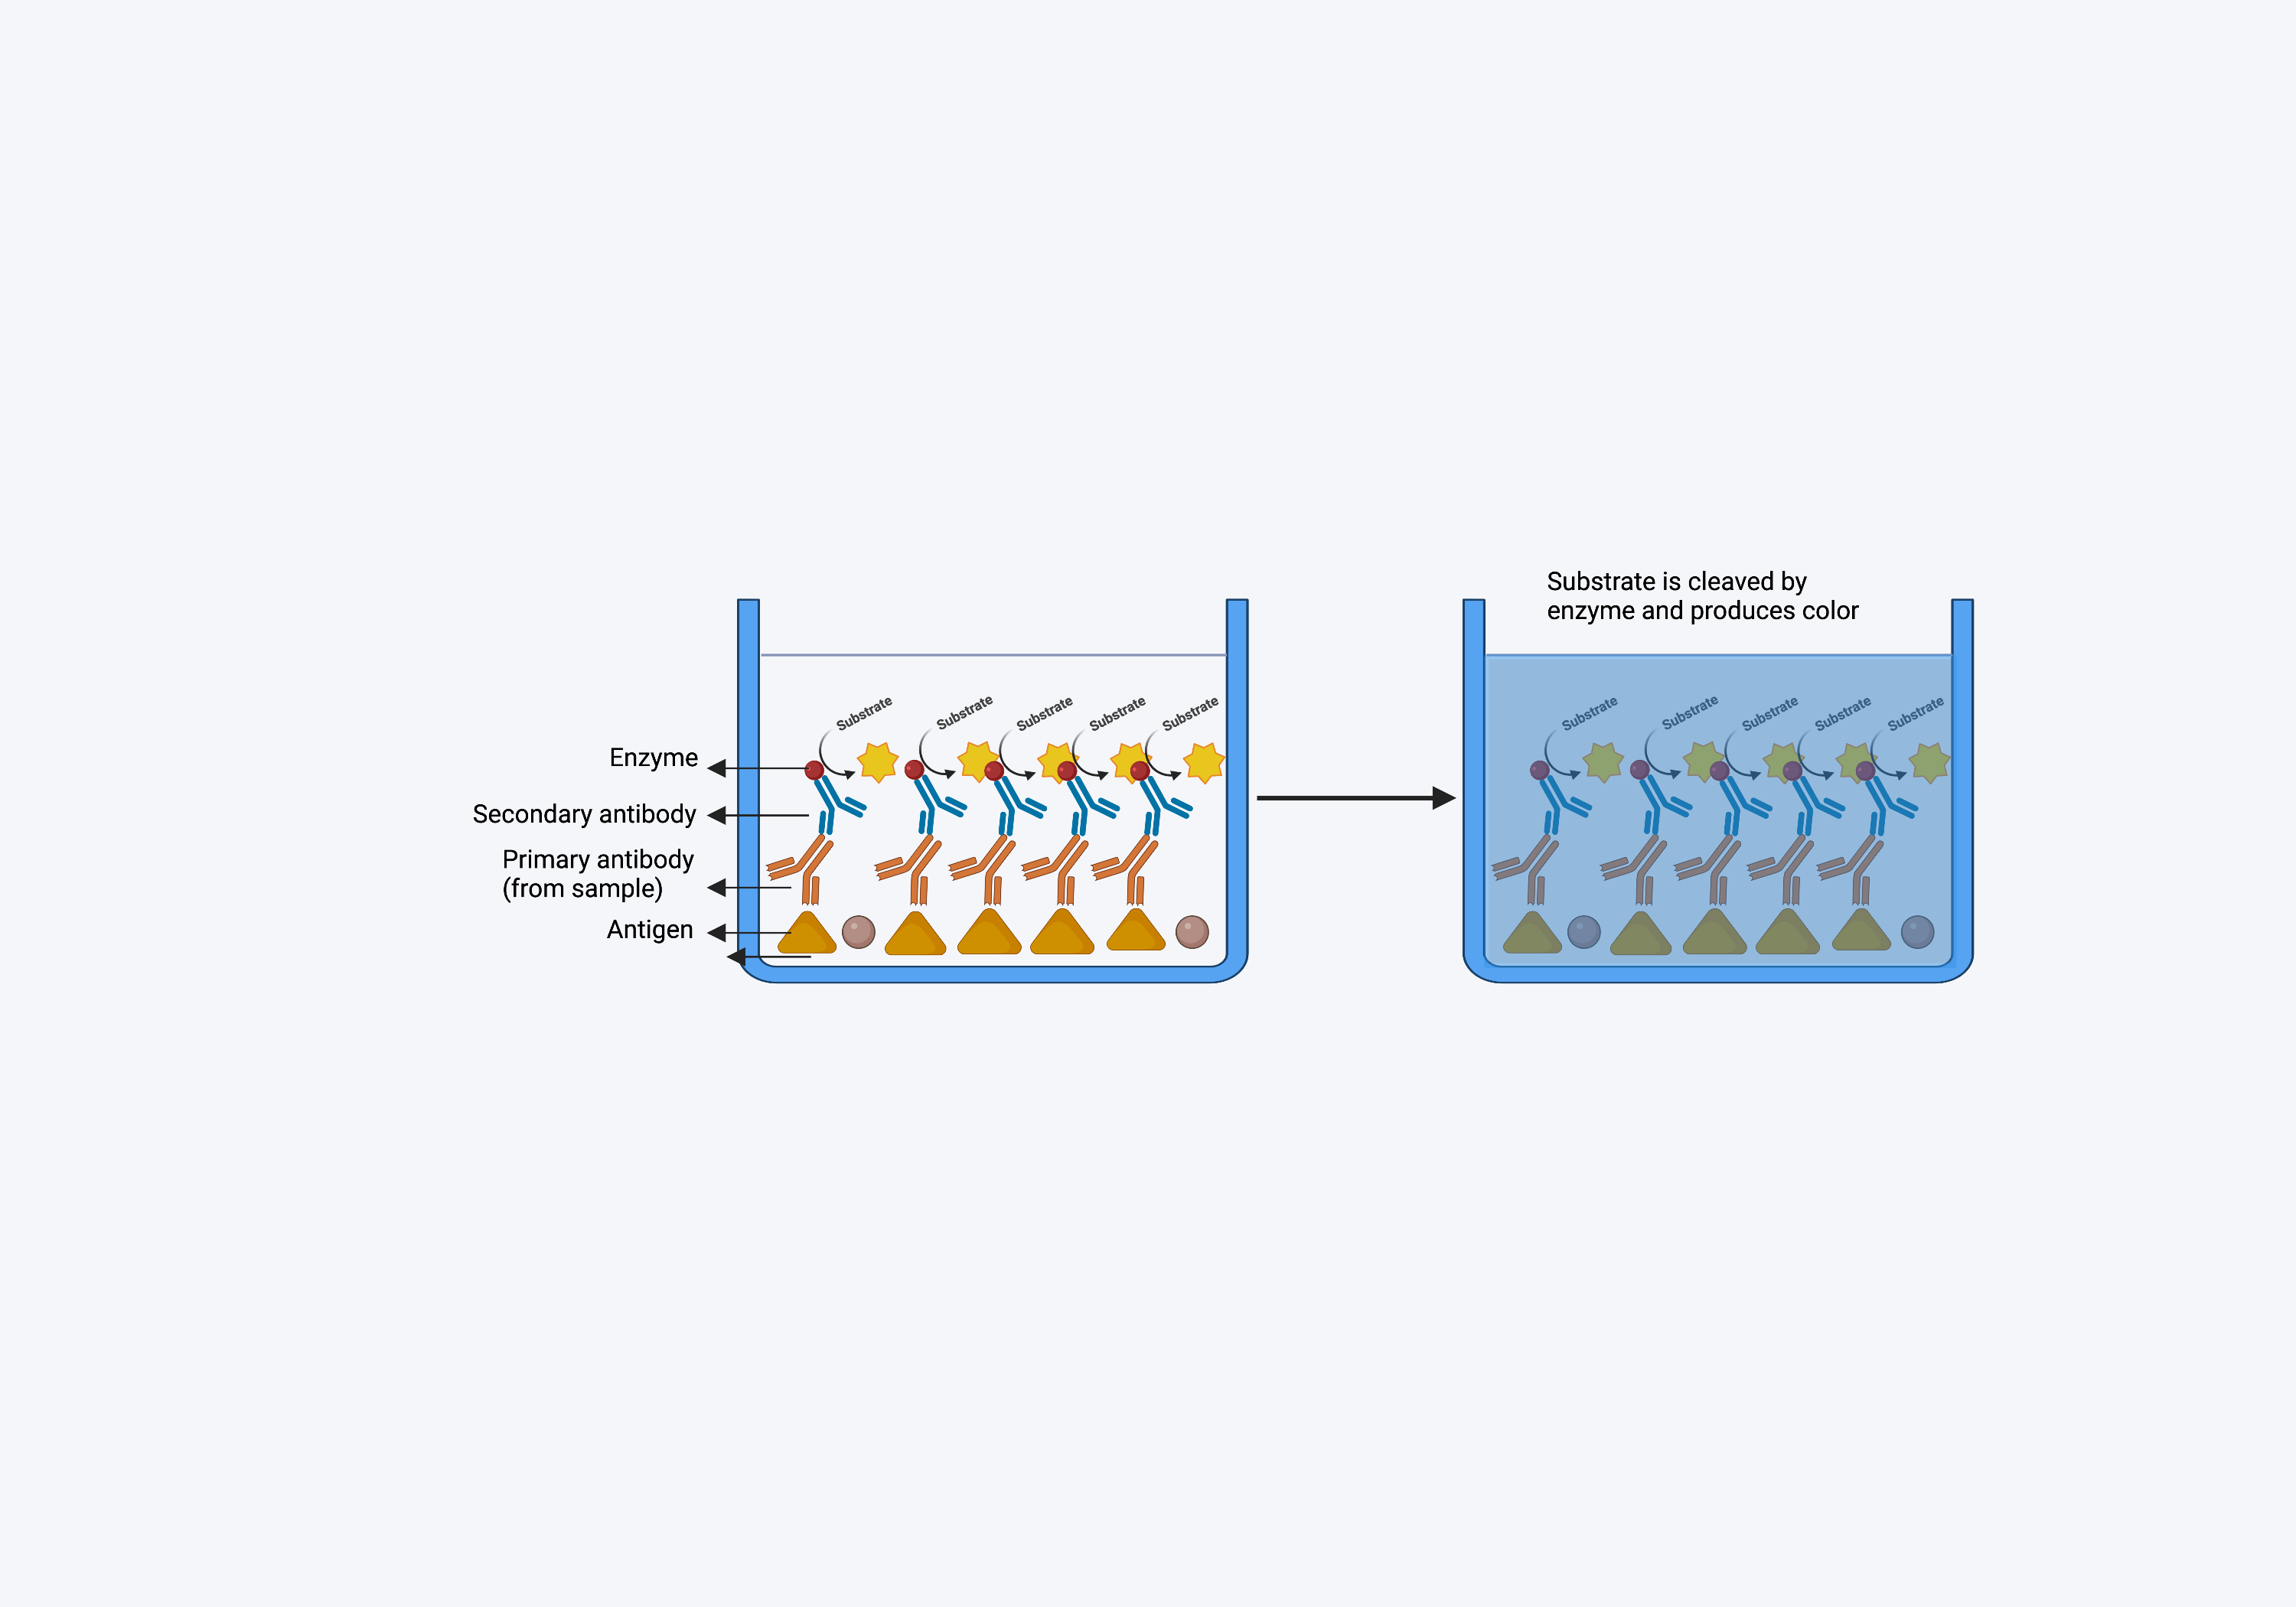 Substrate is cleaved by
enzyme and produces color
Substrate
Substrate
Substrate
Substrate
Substrate
Substrate
Substrate
Substrate
Substrate
Substrate
Enzyme
Secondary antibody
Primary antibody
(from sample)
Antigen